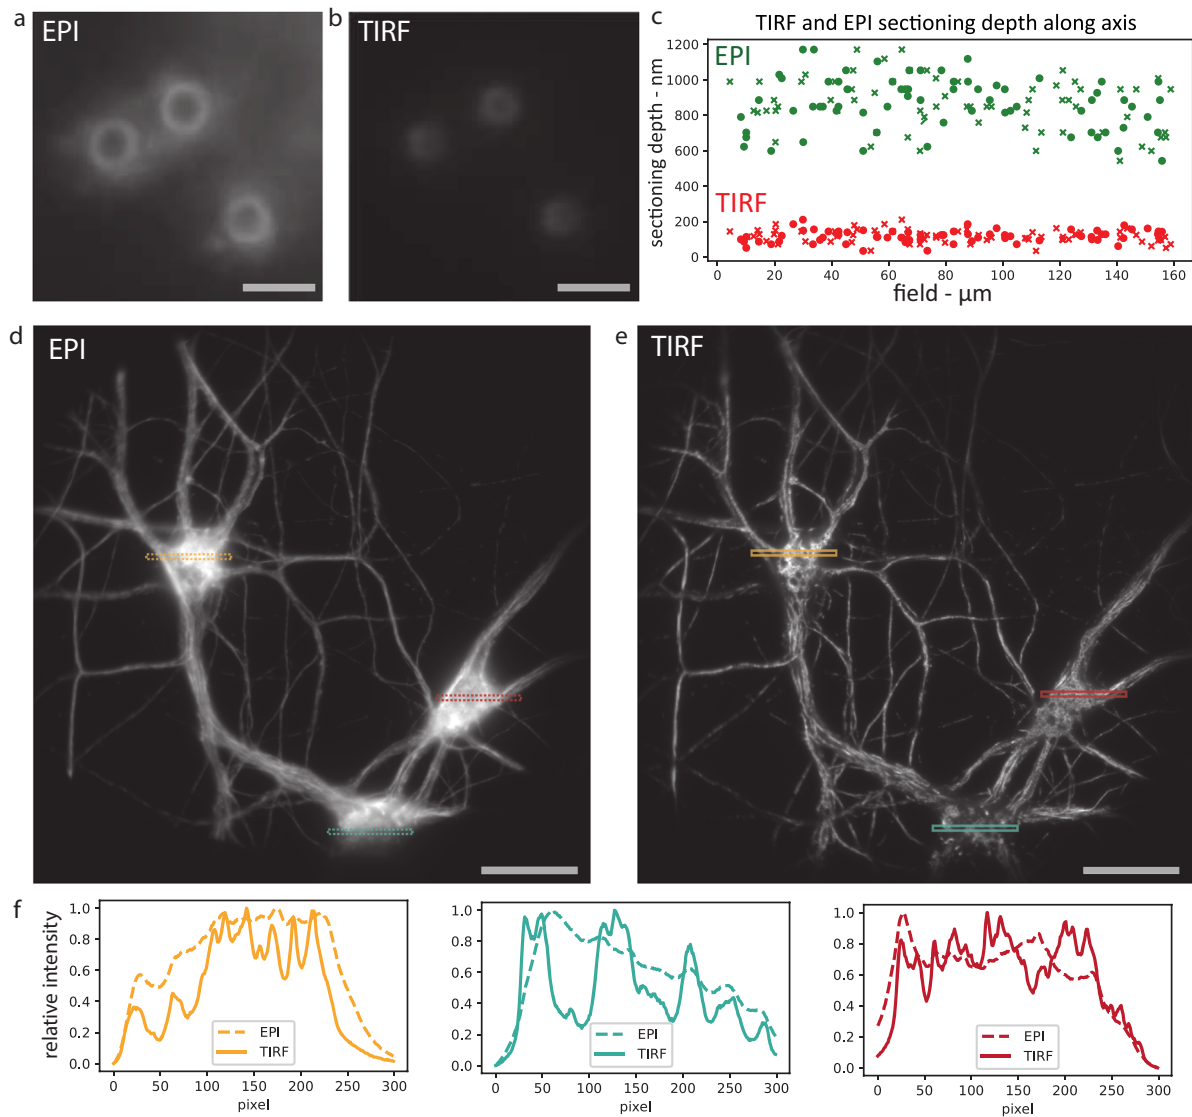 a
EPI
b
TIRF
c
TIRF and EPI sectioning depth along axis
EPI
TIRF
sectioning depth - nm
1200
1000
800
600
400
200
0
0 20 40 60 80 100 120 140 160
field - μm
d
EPI
e
TIRF
f
relative intensity
1.0
0.8
0.6
0.4
0.2
0.0
EPI
TIRF
0 50 100 150 200 250 300
pixel
1.0
0.8
0.6
0.4
0.2
0.0
EPI
TIRF
0 50 100 150 200 250 300
pixel
1.0
0.8
0.6
0.4
0.2
0.0
EPI
TIRF
0 50 100 150 200 250 300
pixel